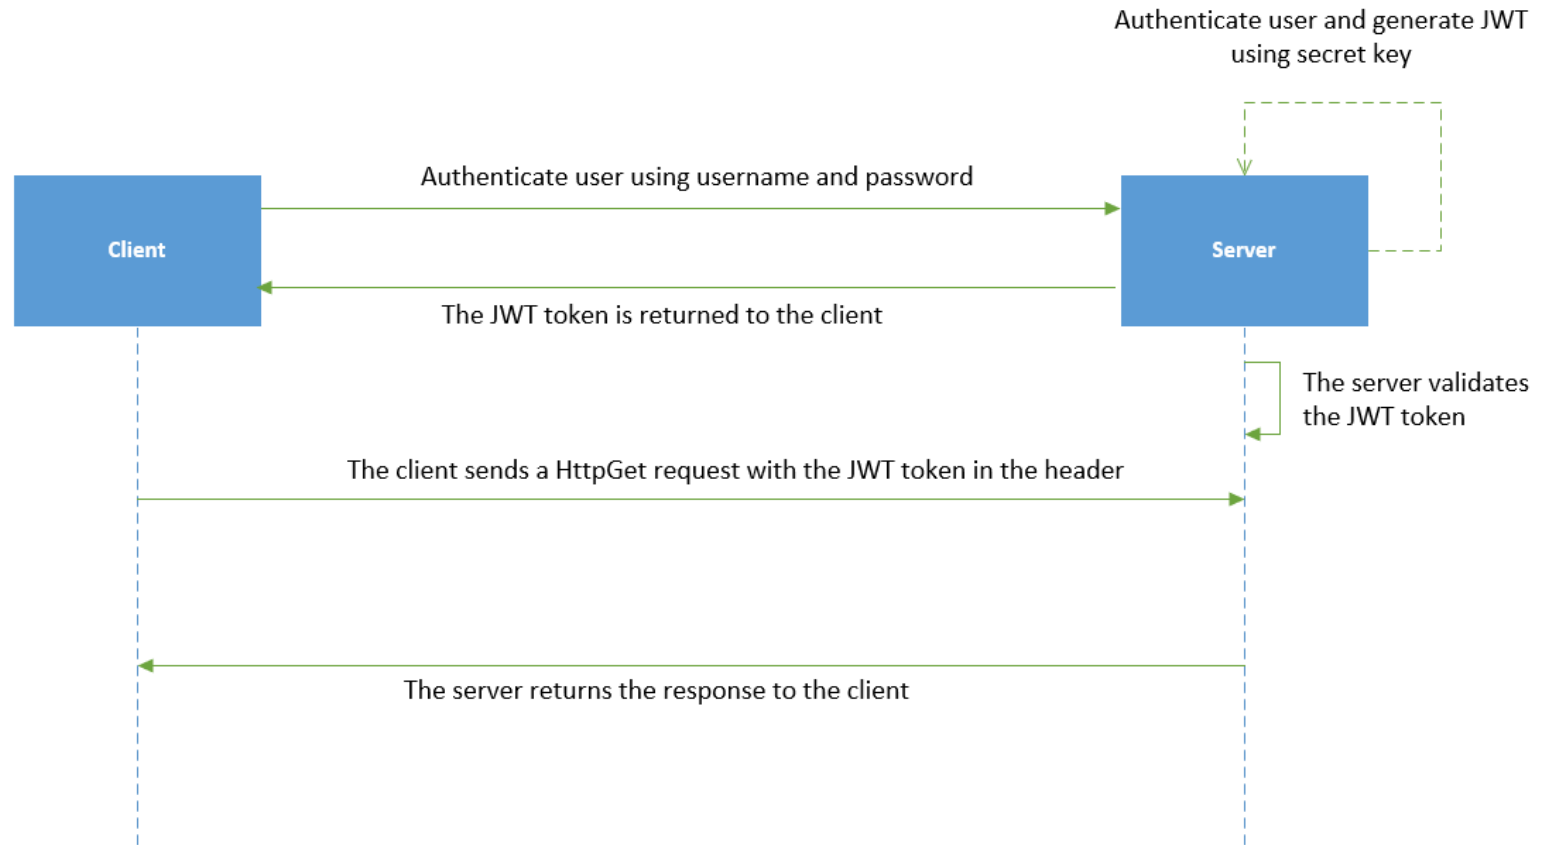 Authenticate user and generate JWT
using secret key
Authenticate user using username and password
Client
Server
The JWT token is returned to the client
The server validates
the JWT token
The client sends a HttpGet request with the JWT token in the header
The server returns the response to the client